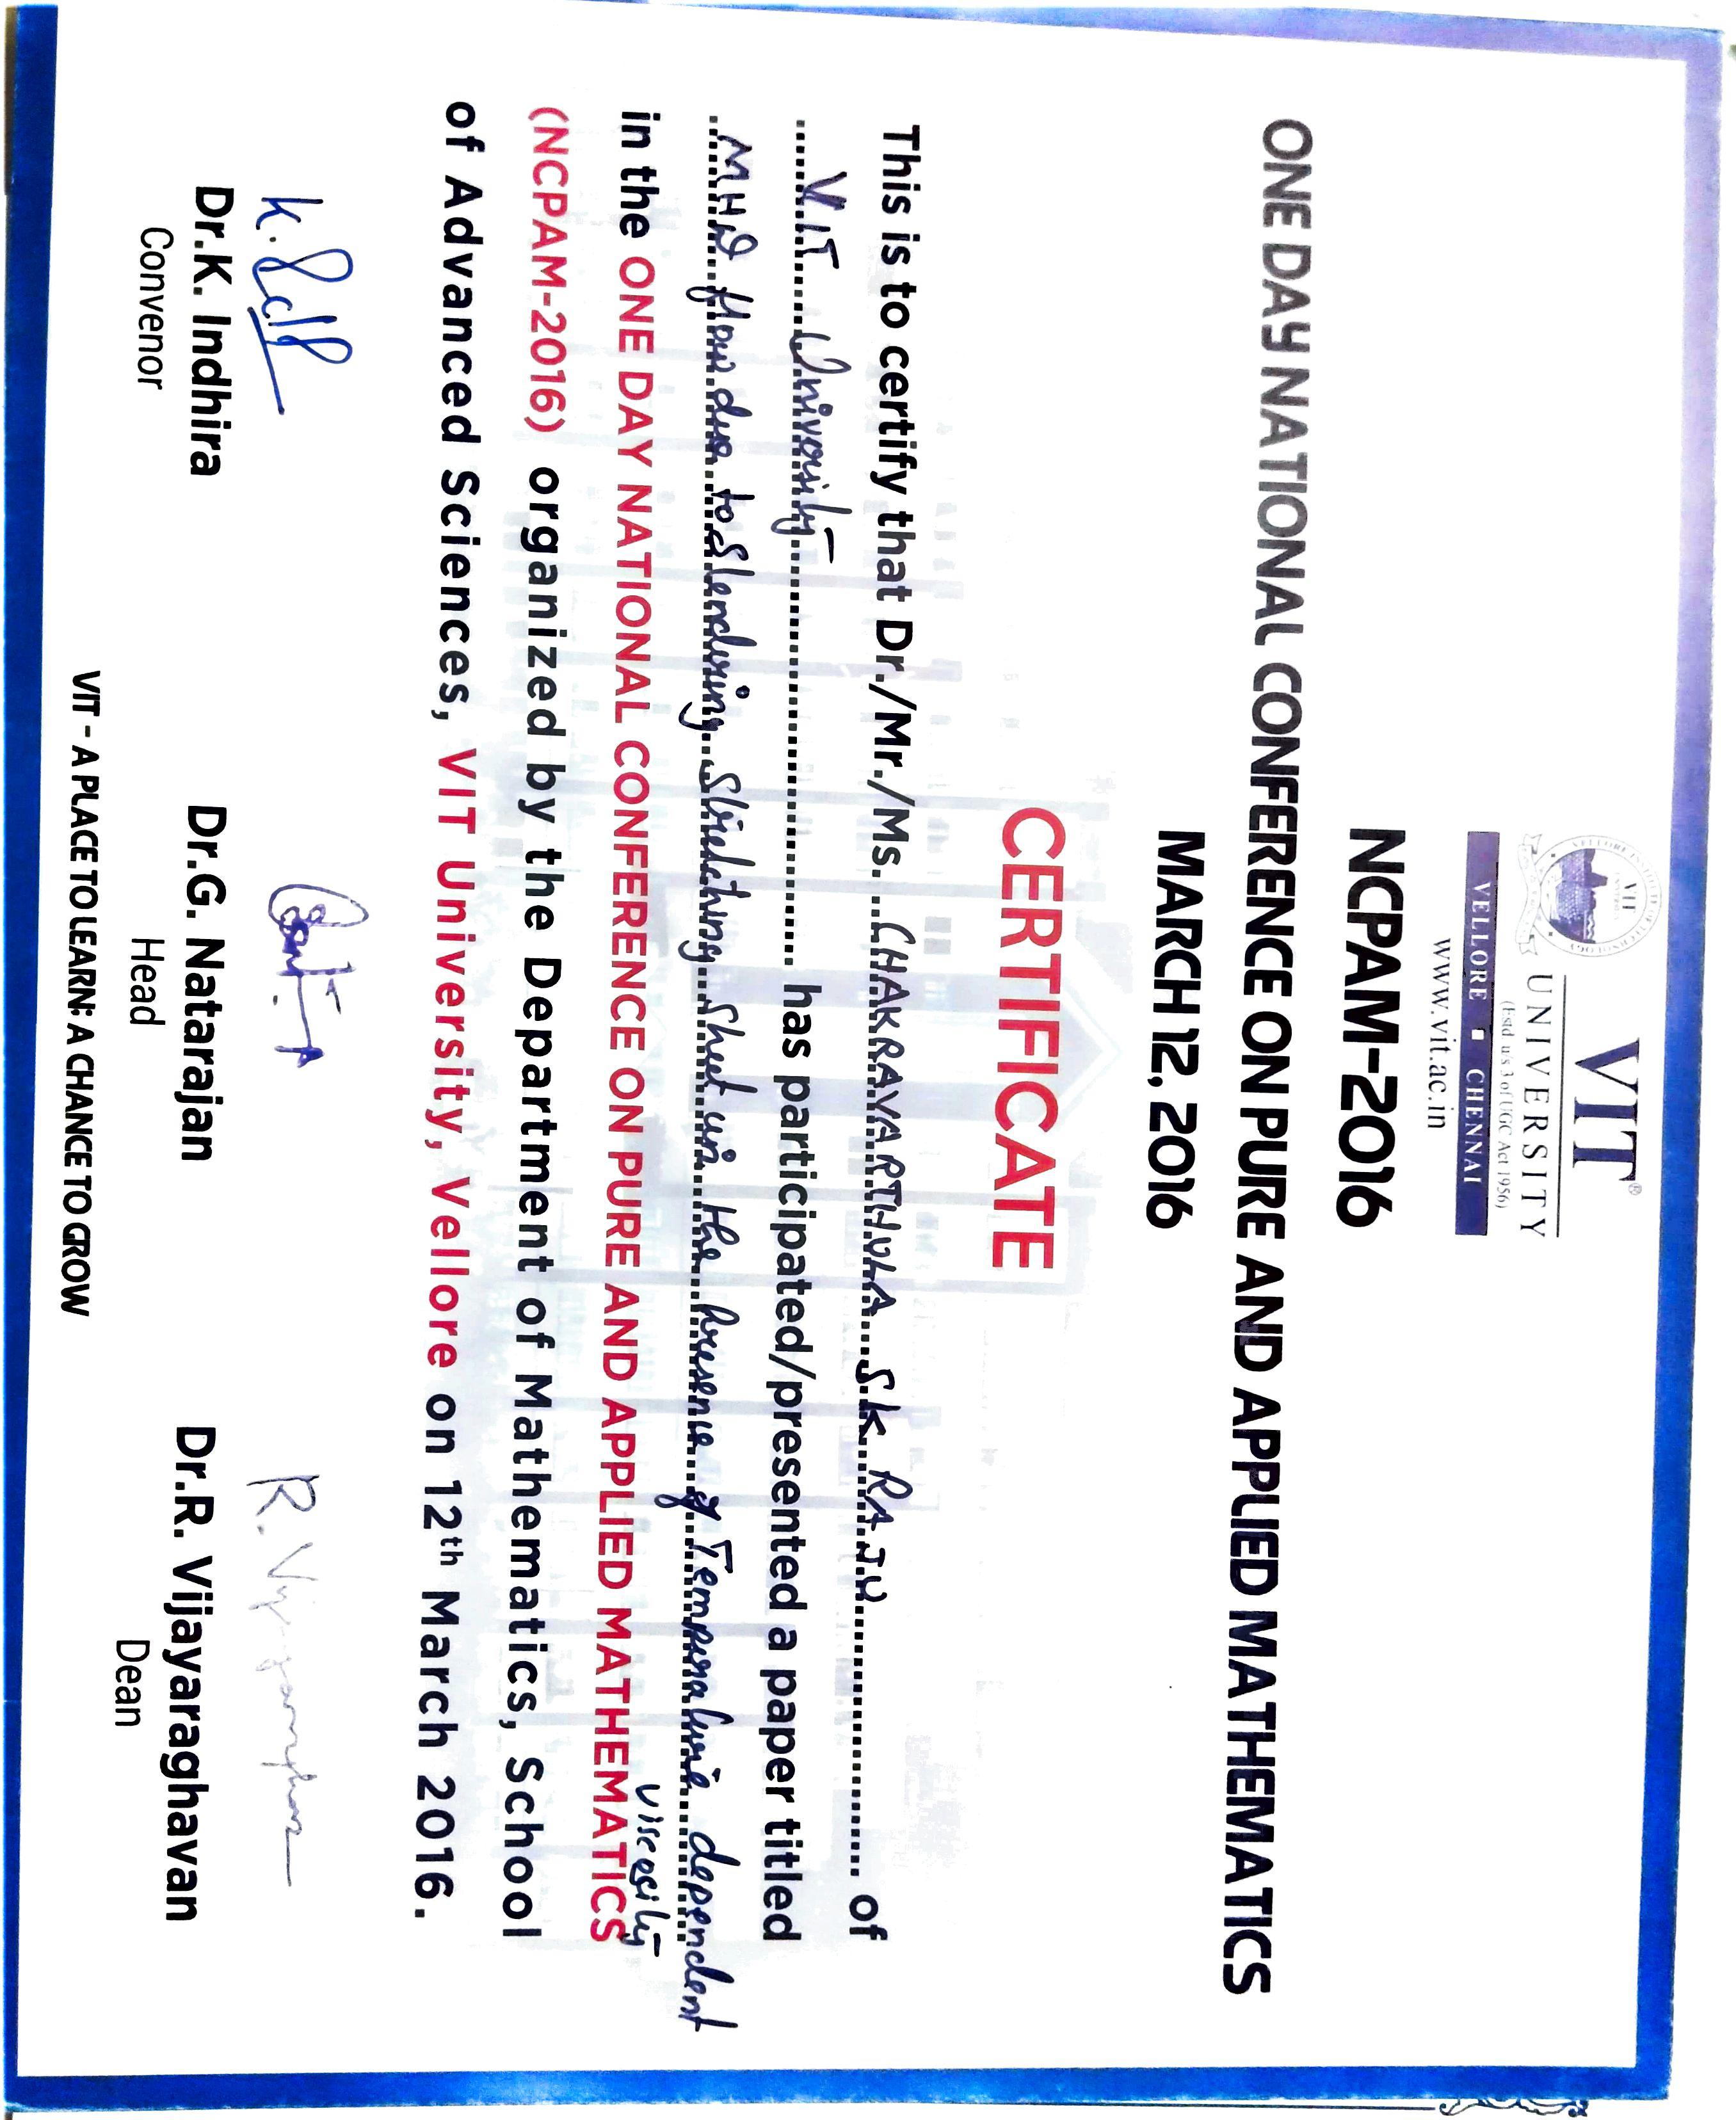 VIT®
UNIVERSITY
(Estd u/s 3 of UGC Act 1956)
VELLORE ▪ CHENNAI
www.vit.ac.in
NCPAM-2016
ONE DAY NATIONAL CONFERENCE ON PURE AND APPLIED MATHEMATICS
MARCH 12, 2016
CERTIFICATE
This is to certify that Dr./Mr./Ms. CHAKRAVARTHULA S.K RAJU of
VIT University has participated/presented a paper titled
MHD flow due to Slendering Stretching Sheet in the presence of Temperature dependent
Viscosity
in the ONE DAY NATIONAL CONFERENCE ON PURE AND APPLIED MATHEMATICS
(NCPAM-2016) organized by the Department of Mathematics, School
of Advanced Sciences, VIT University, Vellore on 12th March 2016.
Dr.K. Indhira Dr.G. Natarajan Dr.R. Vijayaraghavan
Convenor Head Dean
VIT - A PLACE TO LEARN; A CHANCE TO GROW